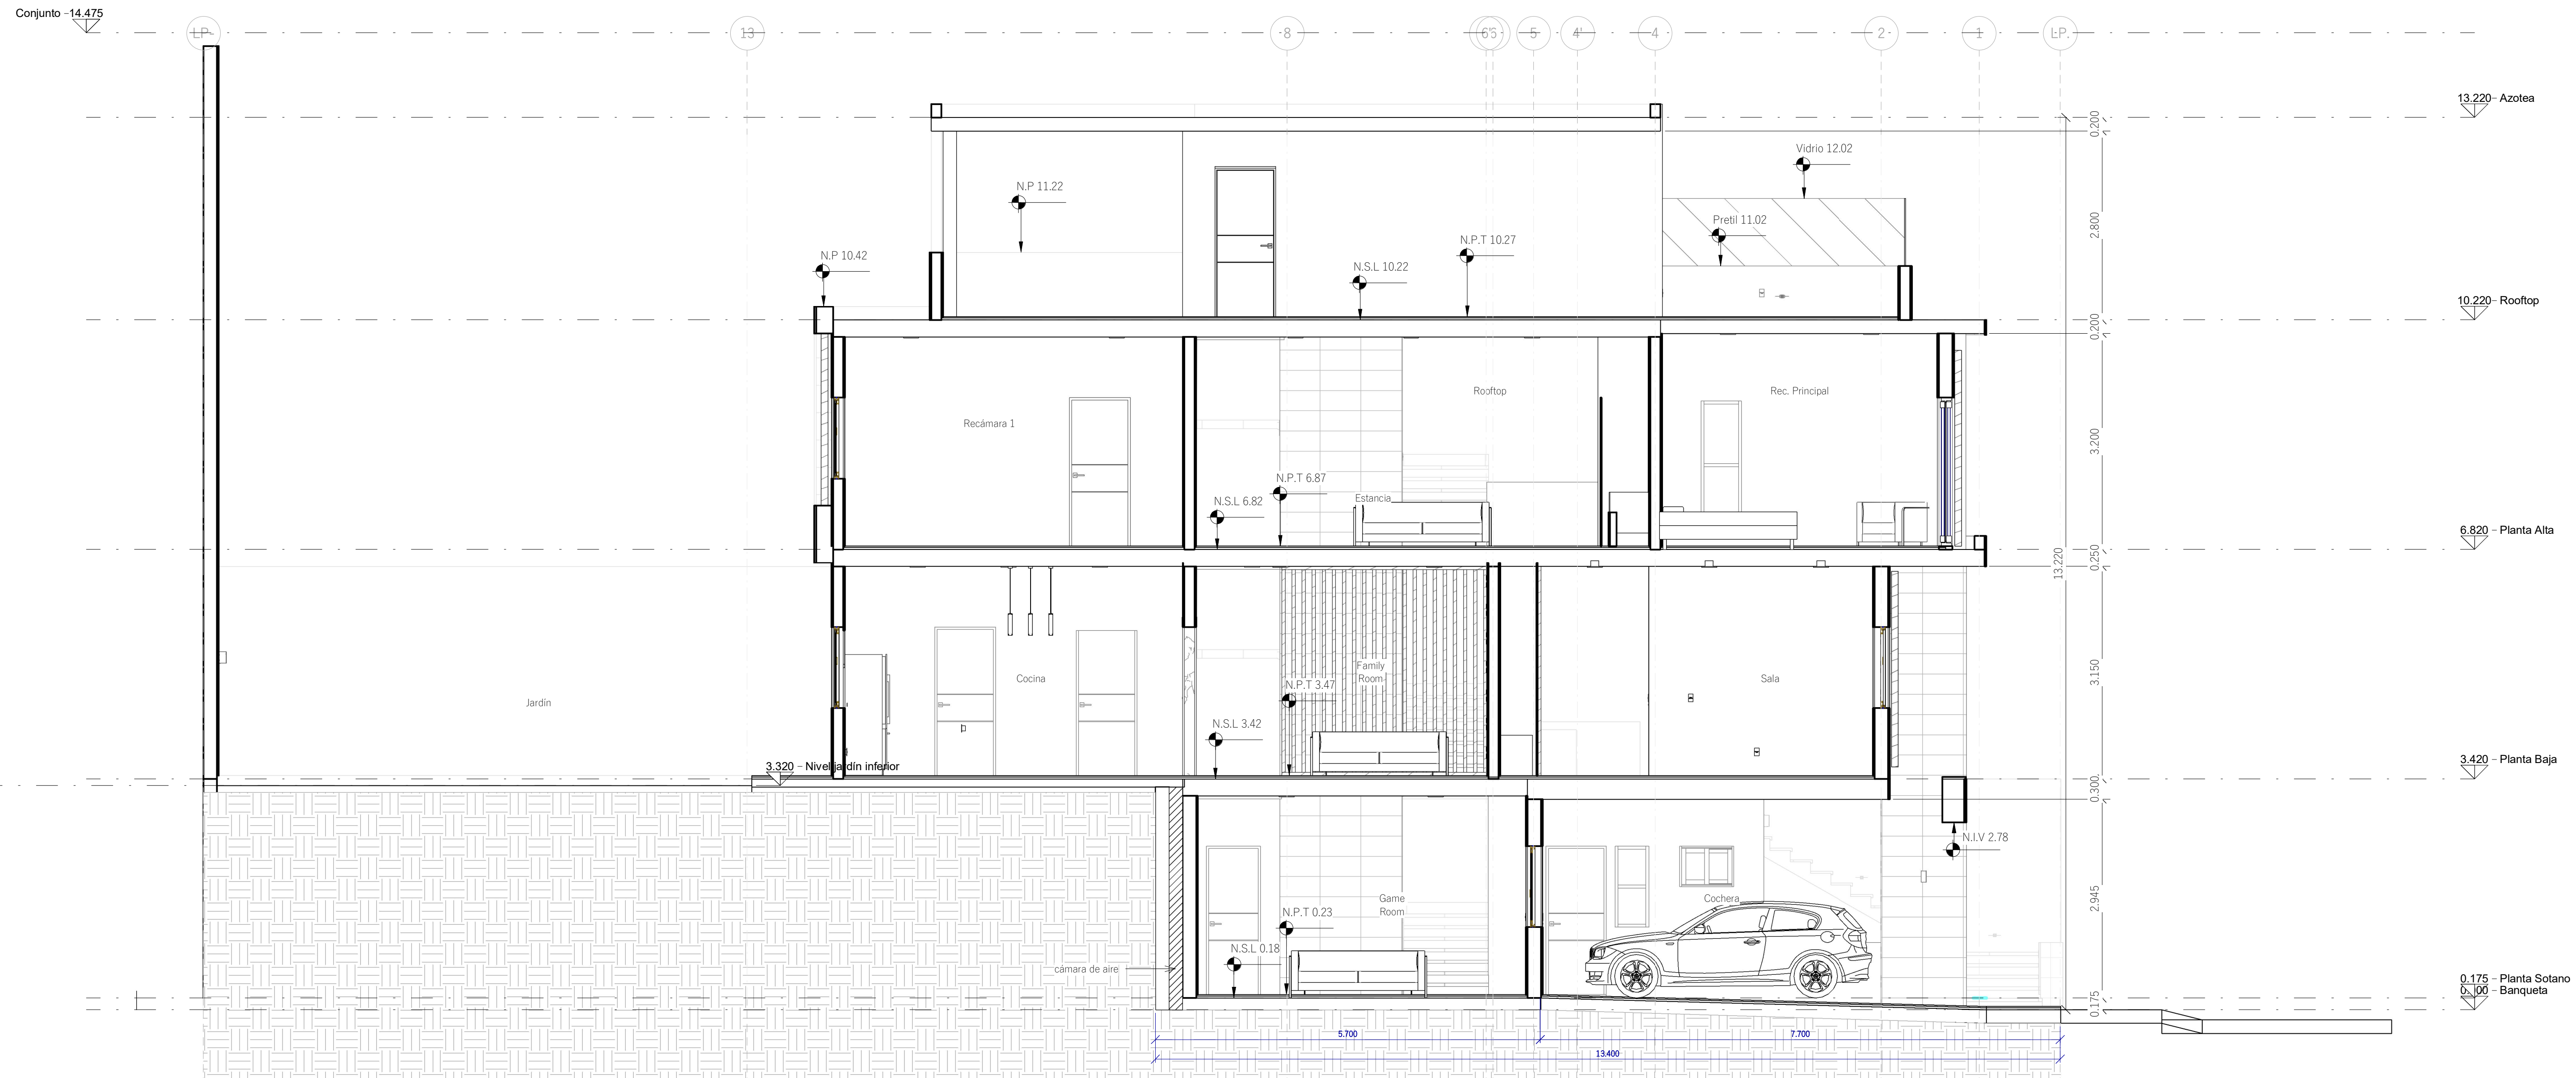 Conjunto -14.475
LP
13
8
6'
5
4'
4
2
1
LP.
13.220- Azotea
0.200
Vidrio 12.02
N.P 11.22
Pretil 11.02
2.800
N.P.T 10.27
N.P 10.42
N.S.L 10.22
10.220- Rooftop
0.200
Rooftop
Rec. Principal
Recámara 1
3.200
N.P.T 6.87
N.S.L 6.82
Estancia
6.820 - Planta Alta
0.250
13.220
Family
Room
Cocina
Sala
3.150
N.P.T 3.47
Jardín
N.S.L 3.42
3.320 - Nivel jardín inferior
3.420 - Planta Baja
0.300
N.I.V 2.78
Game
Room
Cochera
2.945
N.P.T 0.23
N.S.L 0.18
cámara de aire
0.175 - Planta Sotano
0.000 - Banqueta
0.175
5.700
7.700
13.400